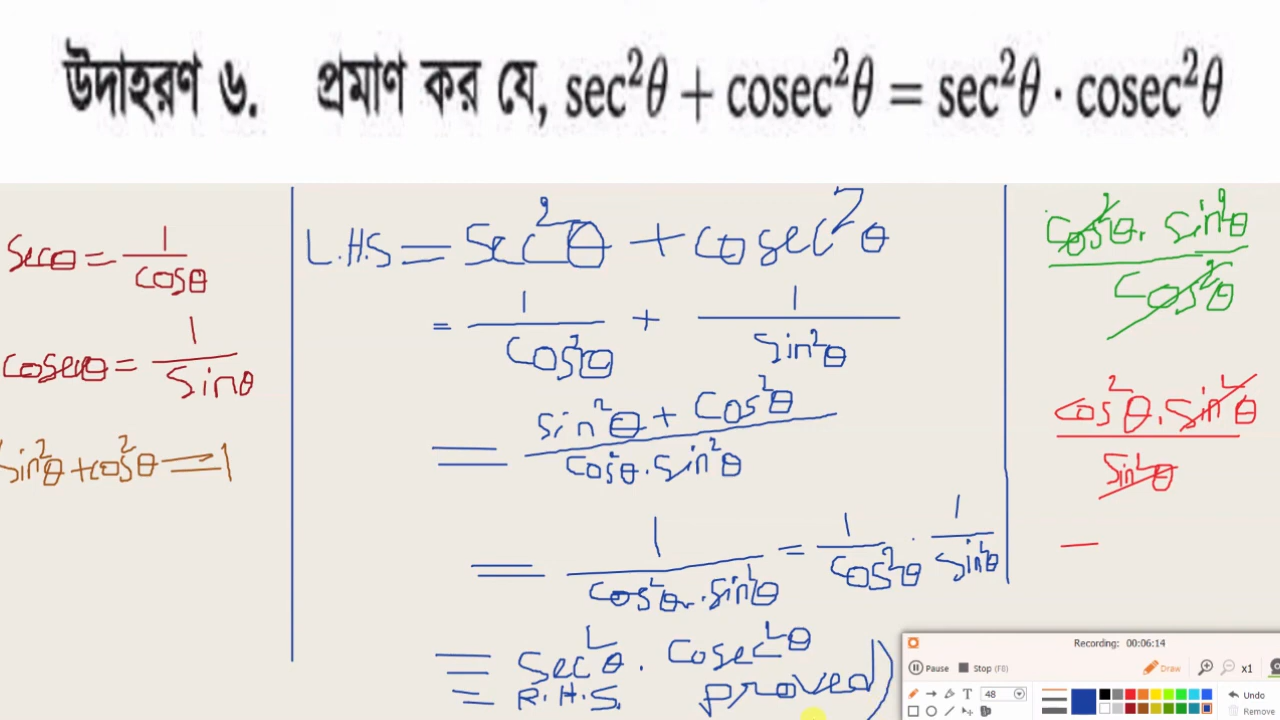 উদাহরণ ৬. প্রমাণ কর যে, sec²θ + cosec²θ = sec²θ · cosec²θ
secθ = 1/cosθ
cosecθ = 1/sinθ
sin²θ + cos²θ = 1
L.H.S = sec²θ + cosec²θ
= 1/cos²θ + 1/sin²θ
= (sin²θ + cos²θ)/(cos²θ . sin²θ)
= 1/(cos²θ . sin²θ) = 1/cos²θ . 1/sin²θ
= sec²θ . cosec²θ
= R.H.S. proved)
cos²θ . sin²θ / cos²θ
cos²θ . sin²θ / sin²θ
Recording: 00:06:14
Pause Stop (F0) Draw x1
T 48 Undo
Remove